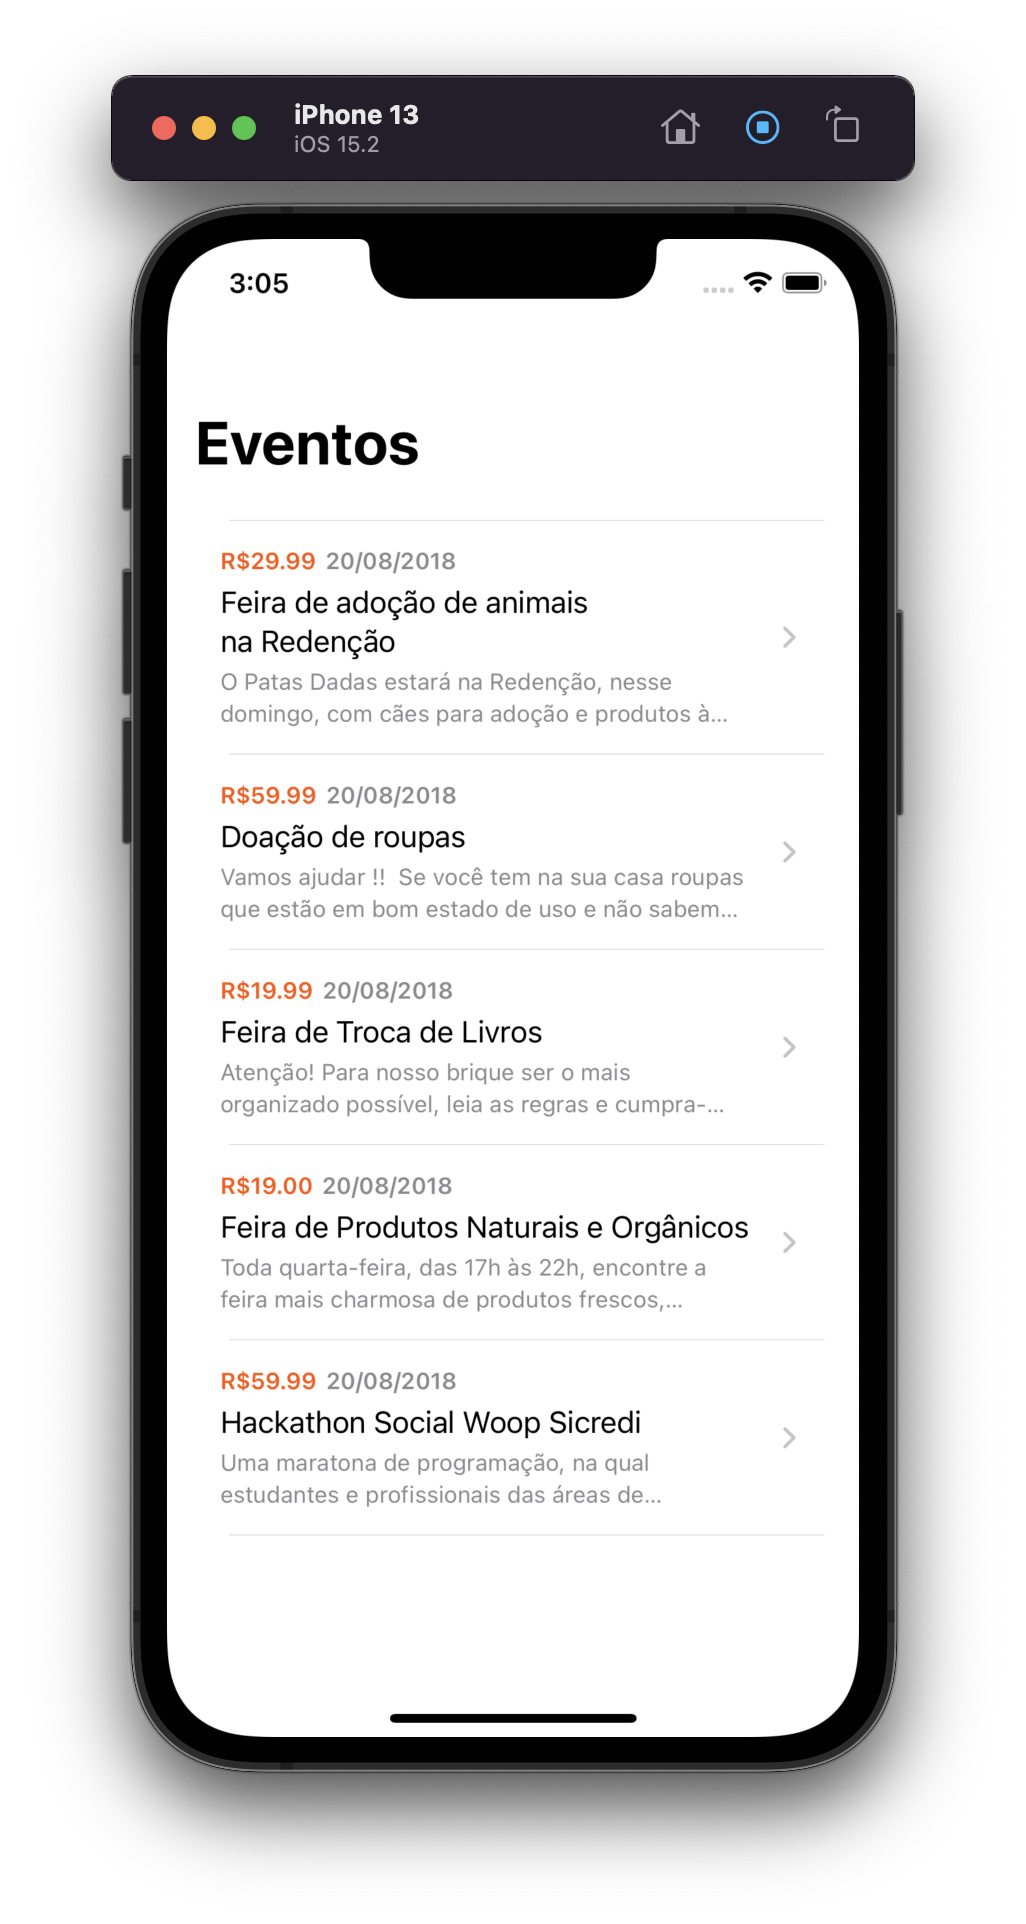 iPhone 13
iOS 15.2
3:05
Eventos
R$29.99 20/08/2018
Feira de adoção de animais
na Redenção
O Patas Dadas estará na Redenção, nesse
domingo, com cães para adoção e produtos à...
R$59.99 20/08/2018
Doação de roupas
Vamos ajudar !!  Se você tem na sua casa roupas
que estão em bom estado de uso e não sabem...
R$19.99 20/08/2018
Feira de Troca de Livros
Atenção! Para nosso brique ser o mais
organizado possível, leia as regras e cumpra-...
R$19.00 20/08/2018
Feira de Produtos Naturais e Orgânicos
Toda quarta-feira, das 17h às 22h, encontre a
feira mais charmosa de produtos frescos,...
R$59.99 20/08/2018
Hackathon Social Woop Sicredi
Uma maratona de programação, na qual
estudantes e profissionais das áreas de...